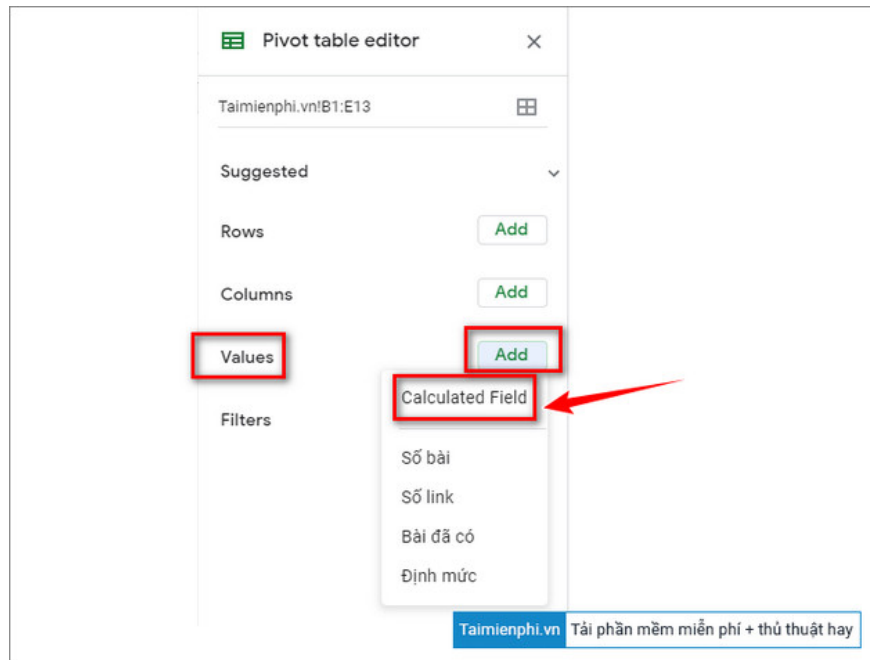 Pivot table editor
Taimienphi.vn!B1:E13
Suggested
Rows Add
Columns Add
Values Add
Calculated Field
Filters
Số bài
Số link
Bài đã có
Định mức
Taimienphi.vn Tải phần mềm miễn phí + thủ thuật hay